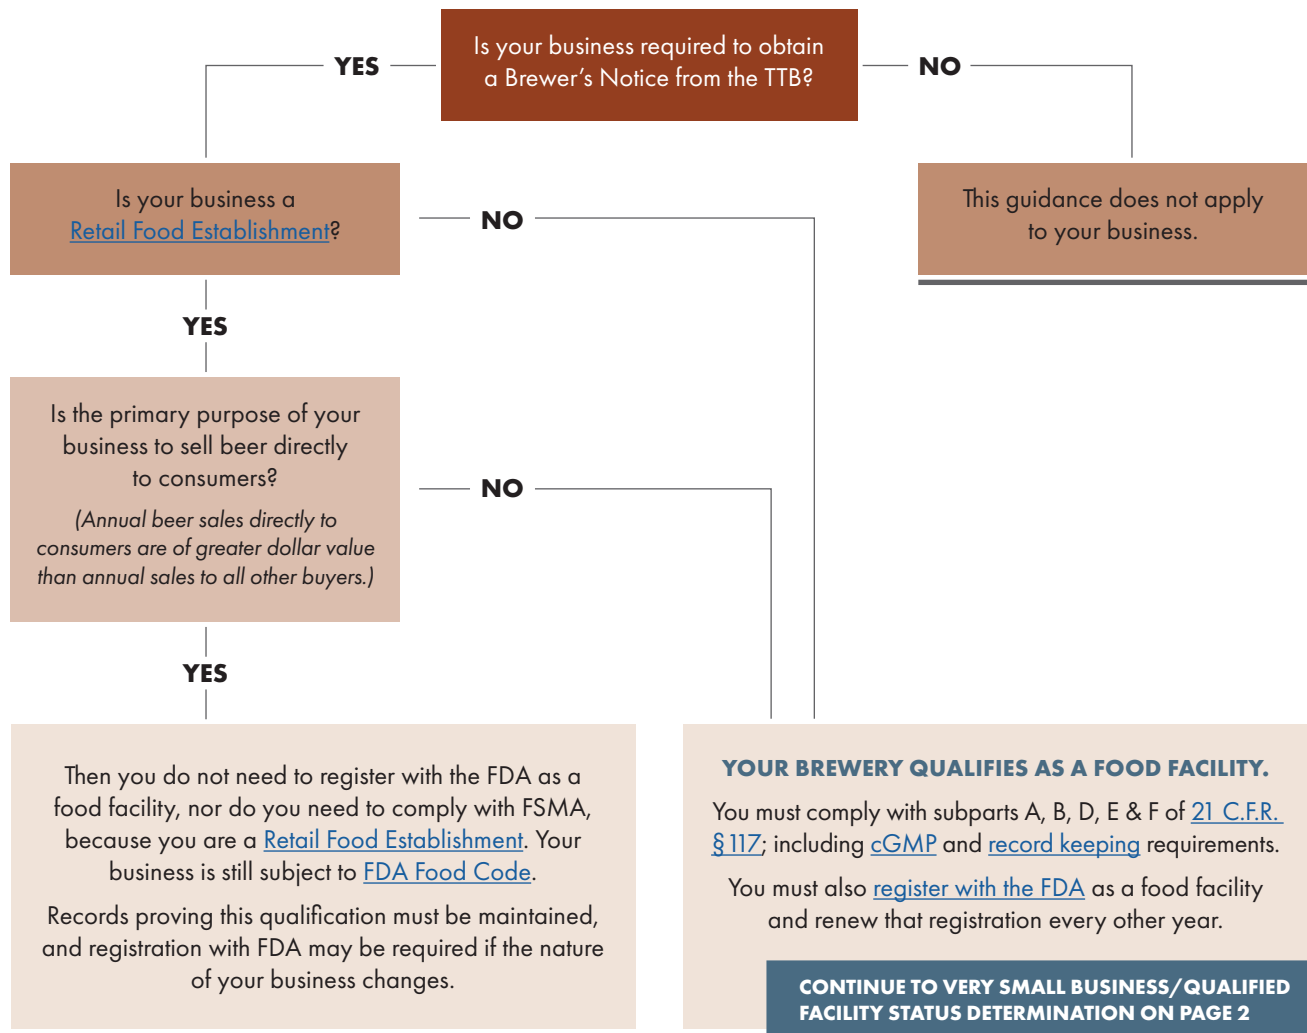 Is your business required to obtain
a Brewer's Notice from the TTB?
YES
NO
Is your business a
Retail Food Establishment?
NO
This guidance does not apply
to your business.
YES
Is the primary purpose of your
business to sell beer directly
to consumers?
(Annual beer sales directly to
consumers are of greater dollar value
than annual sales to all other buyers.)
NO
YES
Then you do not need to register with the FDA as a
food facility, nor do you need to comply with FSMA,
because you are a Retail Food Establishment. Your
business is still subject to FDA Food Code.
Records proving this qualification must be maintained,
and registration with FDA may be required if the nature
of your business changes.
YOUR BREWERY QUALIFIES AS A FOOD FACILITY.
You must comply with subparts A, B, D, E & F of 21 C.F.R.
§ 117; including cGMP and record keeping requirements.
You must also register with the FDA as a food facility
and renew that registration every other year.
CONTINUE TO VERY SMALL BUSINESS/QUALIFIED
FACILITY STATUS DETERMINATION ON PAGE 2